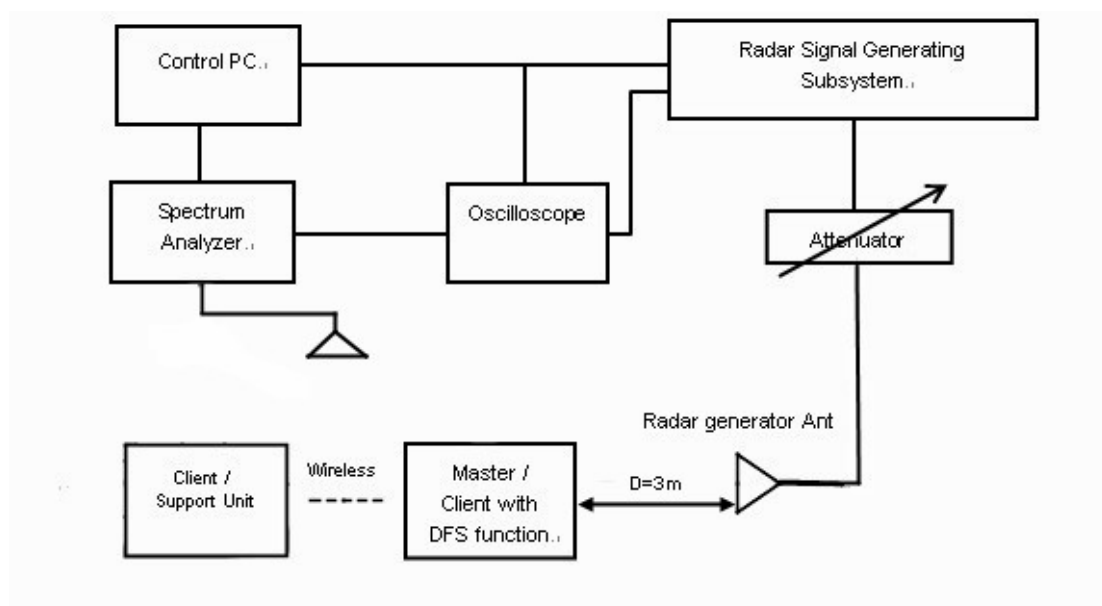 Control PC.
Radar Signal Generating
Subsystem.
Spectrum
Analyzer.
Oscilloscope
Attenuator
Radar generator Ant
Client /
Support Unit
Wireless
Master /
Client with
DFS function.
D=3m